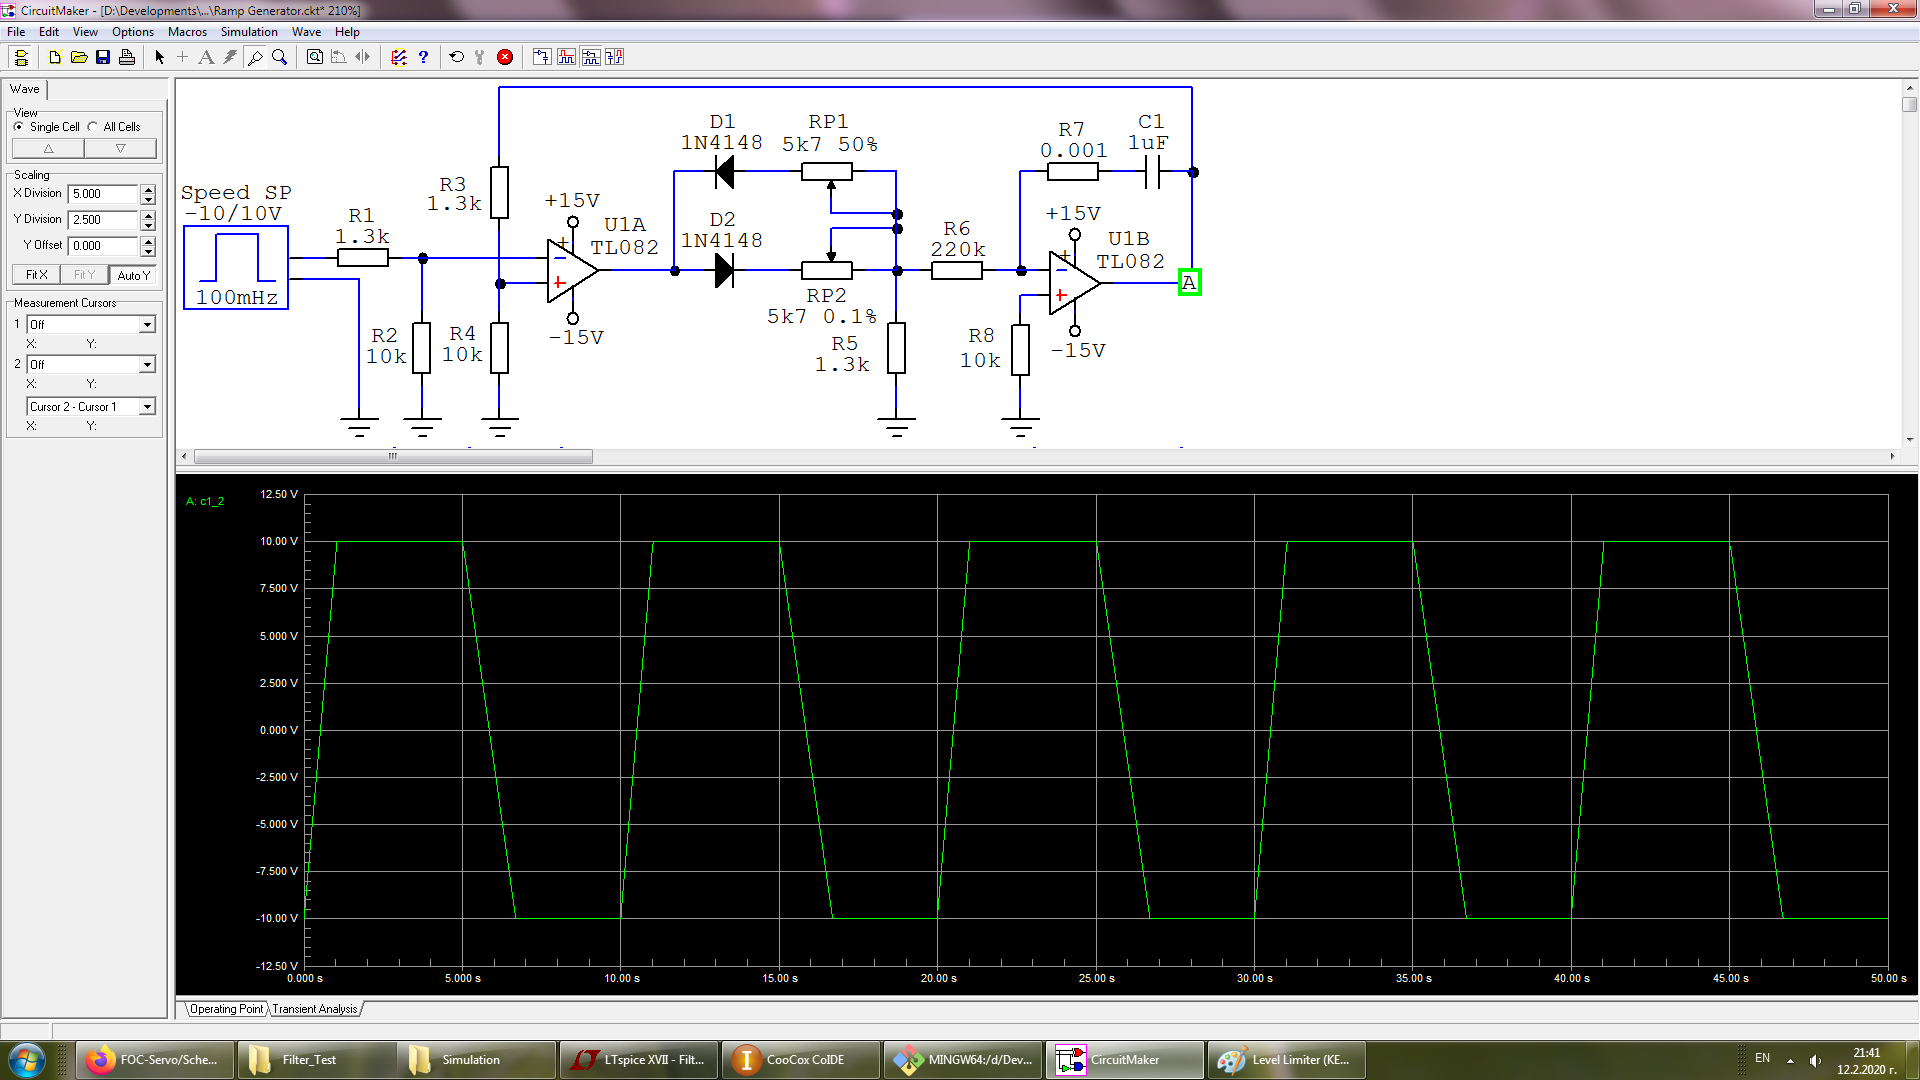 CircuitMaker - [D:\Developments\...\Ramp Generator.ckt* 210%]
File Edit View Options Macros Simulation Wave Help
Wave
View
Single Cell All Cells
Scaling
X Division 5.000
Y Division 2.500
Y Offset 0.000
Fit X Fit Y Auto Y
Measurement Cursors
1 Off
X: Y:
2 Off
X: Y:
Cursor 2 - Cursor 1
X: Y:
Speed SP
-10/10V
100mHz
R1
1.3k
R2
10k
R3
1.3k
R4
10k
+15V
U1A
TL082
-15V
D1
1N4148
D2
1N4148
RP1
5k7 50%
RP2
5k7 0.1%
R5
1.3k
R6
220k
R7
0.001
C1
1uF
+15V
U1B
TL082
-15V
R8
10k
A
A: c1_2
12.50 V
10.00 V
7.500 V
5.000 V
2.500 V
0.000 V
-2.500 V
-5.000 V
-7.500 V
-10.00 V
-12.50 V
0.000 s 5.000 s 10.00 s 15.00 s 20.00 s 25.00 s 30.00 s 35.00 s 40.00 s 45.00 s 50.00 s
Operating Point Transient Analysis
FOC-Servo/Sche... Filter_Test Simulation LTspice XVII - Filt... CooCox CoIDE MINGW64:/d/Dev... CircuitMaker Level Limiter (KE... EN 21:41
12.2.2020 г.